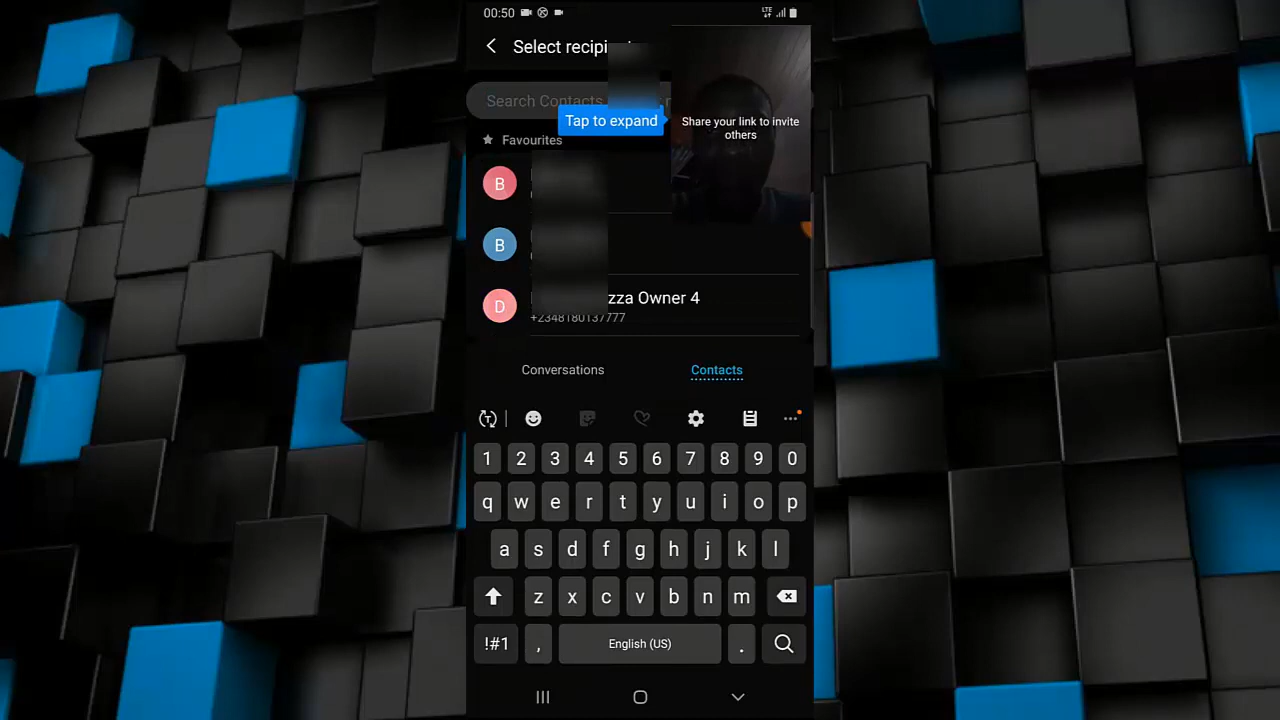 00:50
LTE
Select recipi
Search Contacts
Tap to expand
Share your link to invite
others
Favourites
B
B
D
zza Owner 4
+2348180137777
Conversations
Contacts
T
1 2 3 4 5 6 7 8 9 0
q w e r t y u i o p
a s d f g h j k l
z x c v b n m
!#1 , English (US) .